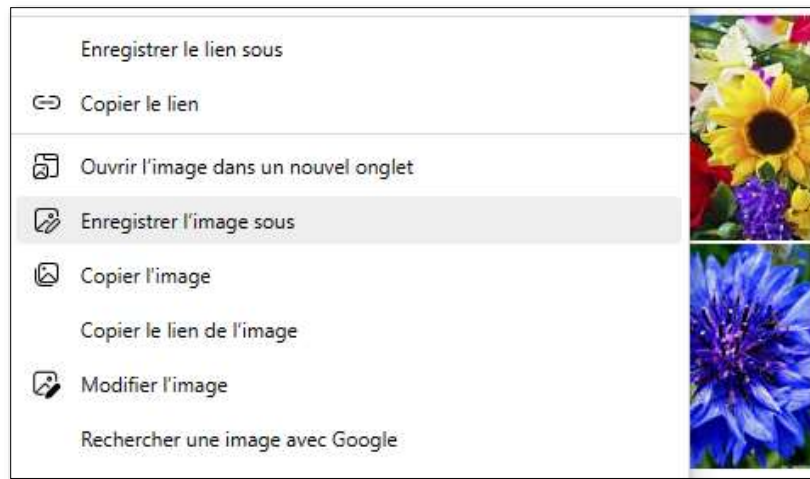 Enregistrer le lien sous
Copier le lien
Ouvrir l'image dans un nouvel onglet
Enregistrer l'image sous
Copier l'image
Copier le lien de l'image
Modifier l'image
Rechercher une image avec Google